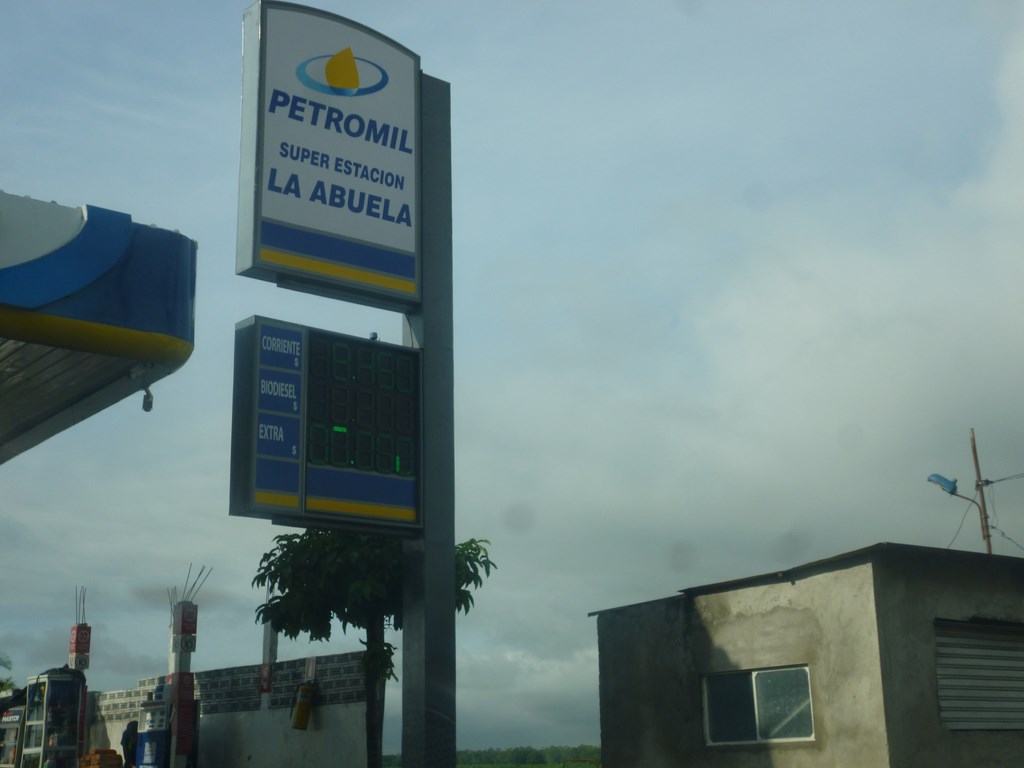 PETROMIL
SUPER ESTACION
LA ABUELA
CORRIENTE
$
BIODIESEL
$
EXTRA
$